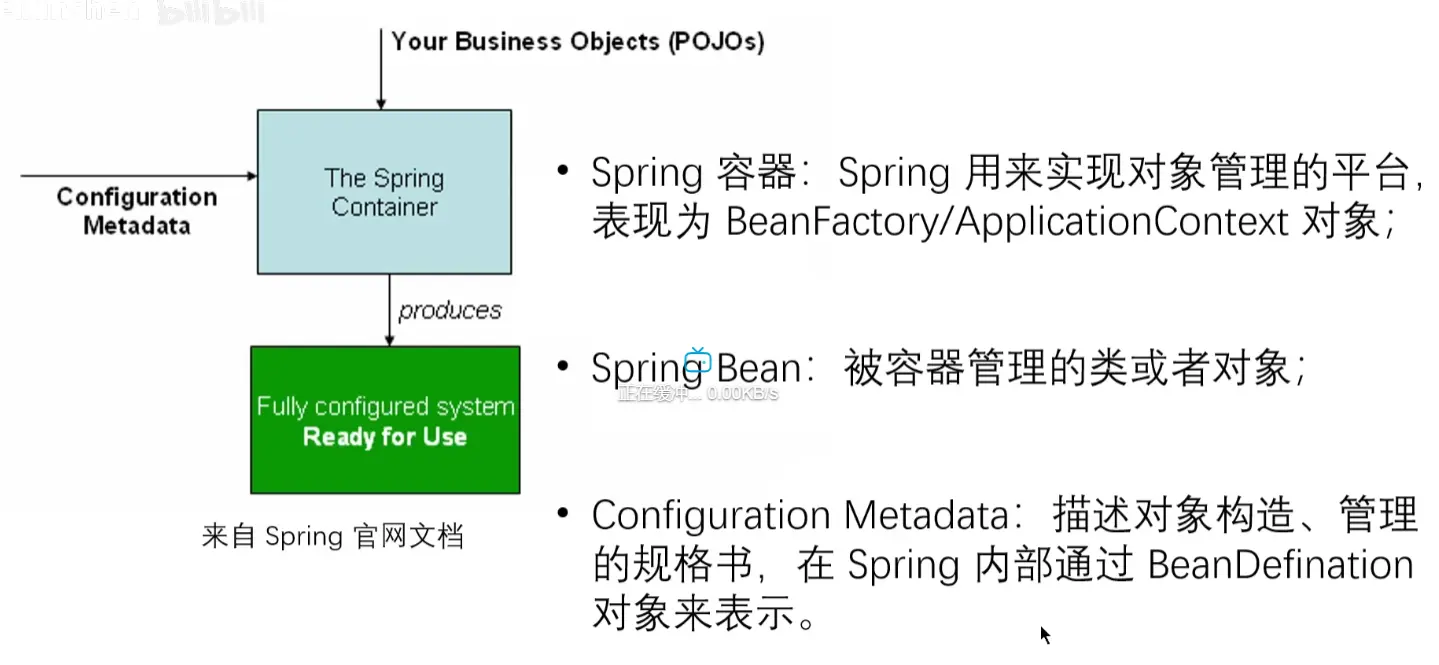 bilibili
Your Business Objects (POJOs)
The Spring
Container
Configuration
Metadata
produces
Fully configured system
Ready for Use
来自 Spring 官网文档
• Spring 容器：Spring 用来实现对象管理的平台，
表现为 BeanFactory/ApplicationContext 对象；
• Spring Bean：被容器管理的类或者对象；
正在缓冲... 0.00KB/s
• Configuration Metadata：描述对象构造、管理
的规格书，在 Spring 内部通过 BeanDefination
对象来表示。